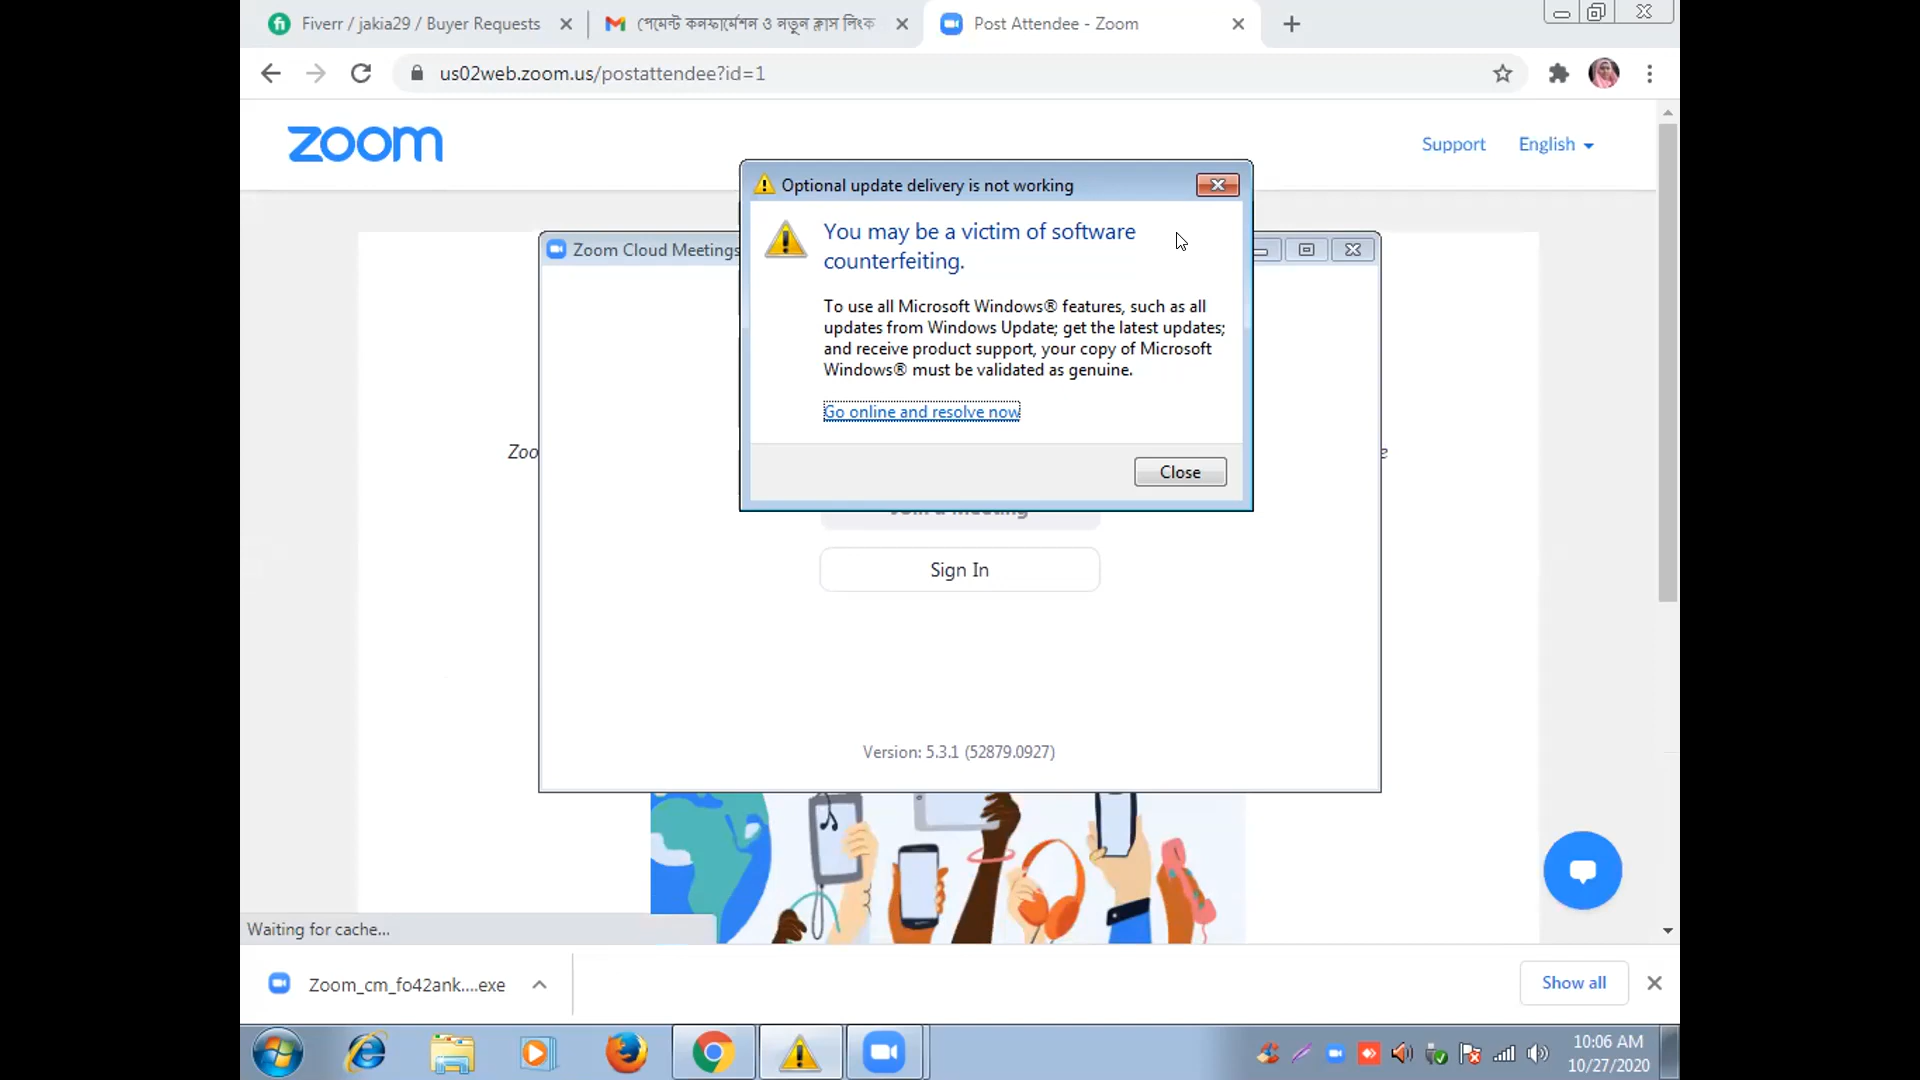 Fiverr / jakia29 / Buyer Requests
পেমেন্ট কনফার্মেশন ও নতুন ক্লাস লিংক
Post Attendee - Zoom
us02web.zoom.us/postattendee?id=1
zoom
Support
English
Optional update delivery is not working
You may be a victim of software
counterfeiting.
Zoom Cloud Meetings
To use all Microsoft Windows® features, such as all
updates from Windows Update; get the latest updates;
and receive product support, your copy of Microsoft
Windows® must be validated as genuine.
Go online and resolve now
Zoo
e
Close
Join a Meeting
Sign In
Version: 5.3.1 (52879.0927)
Waiting for cache...
Zoom_cm_fo42ank....exe
Show all
10:06 AM
10/27/2020